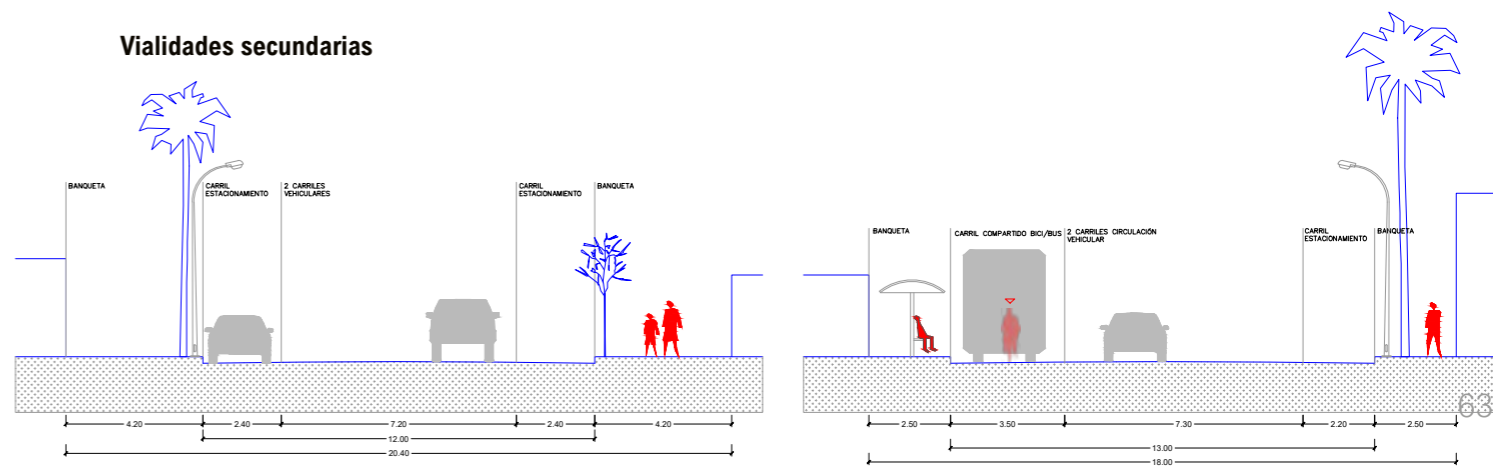 Vialidades secundarias
BANQUETA
CARRIL
ESTACIONAMIENTO
2 CARRILES
VEHICULARES
CARRIL
ESTACIONAMIENTO
BANQUETA
4.20
2.40
7.20
2.40
4.20
12.00
20.40
BANQUETA
CARRIL COMPARTIDO BICI/BUS
2 CARRILES CIRCULACIÓN
VEHICULAR
CARRIL
ESTACIONAMIENTO
BANQUETA
2.50
3.50
7.30
2.20
2.50
13.00
18.00
63